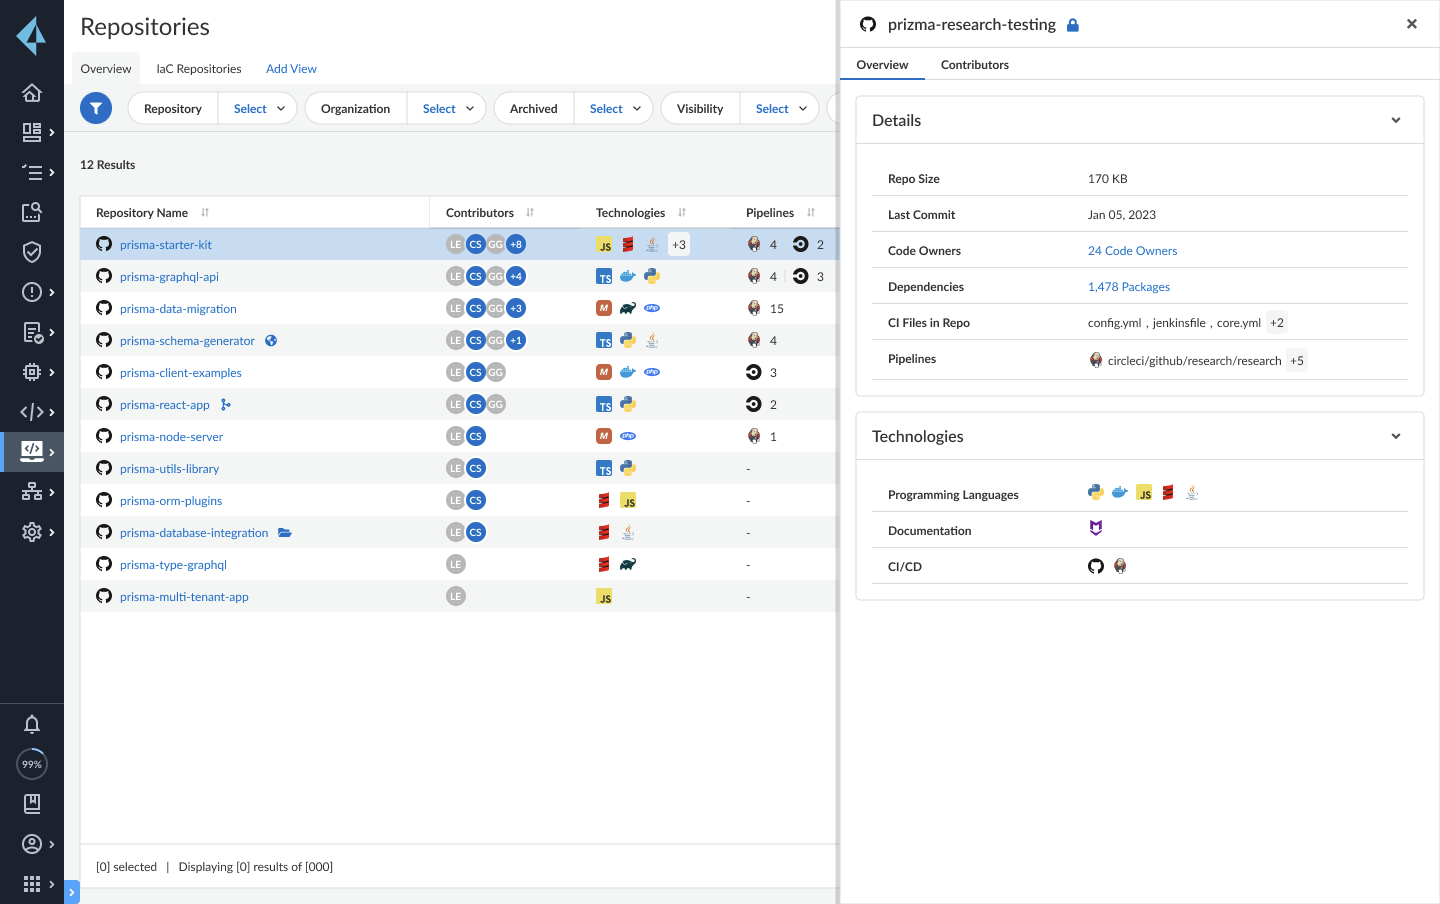 Repositories
Overview IaC Repositories Add View
Repository Select Organization Select Archived Select Visibility Select
12 Results
Repository Name Contributors Technologies Pipelines
prisma-starter-kit LE CS GG +8 JS +3 4 2
prisma-graphql-api LE CS GG +4 TS 4 3
prisma-data-migration LE CS GG +3 M php 15
prisma-schema-generator LE CS GG +1 TS 4
prisma-client-examples LE CS GG M php 3
prisma-react-app LE CS GG TS 2
prisma-node-server LE CS M php 1
prisma-utils-library LE CS TS -
prisma-orm-plugins LE CS JS -
prisma-database-integration LE CS -
prisma-type-graphql LE -
prisma-multi-tenant-app LE JS -
[0] selected | Displaying [0] results of [000]
99%
prizma-research-testing
Overview Contributors
Details
Repo Size 170 KB
Last Commit Jan 05, 2023
Code Owners 24 Code Owners
Dependencies 1,478 Packages
CI Files in Repo config.yml , jenkinsfile , core.yml +2
Pipelines circleci/github/research/research +5
Technologies
Programming Languages JS
Documentation
CI/CD